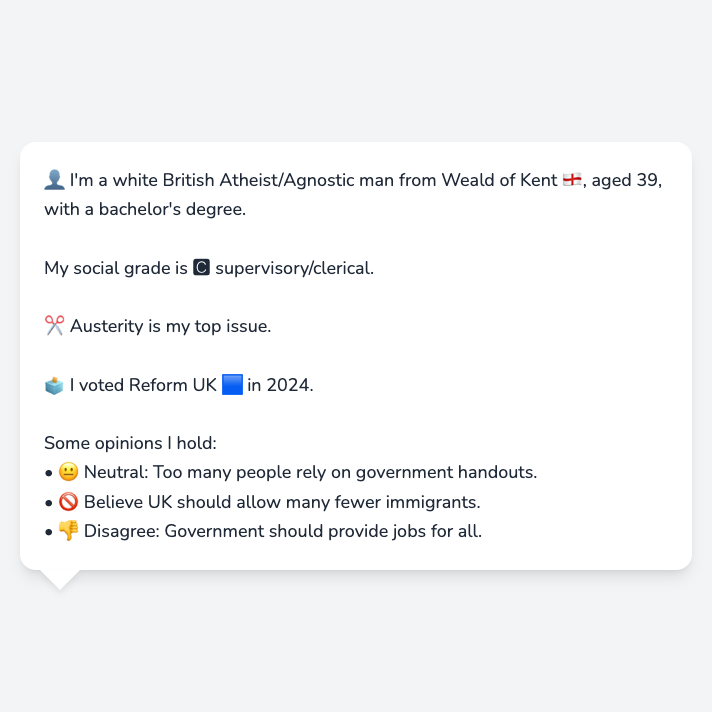 👤 I'm a white British Atheist/Agnostic man from Weald of Kent 🏴󠁧󠁢󠁥󠁮󠁧󠁿, aged 39,
with a bachelor's degree.
My social grade is 🅲 supervisory/clerical.
✂️ Austerity is my top issue.
🗳️ I voted Reform UK 🟦 in 2024.
Some opinions I hold:
• 😐 Neutral: Too many people rely on government handouts.
• 🚫 Believe UK should allow many fewer immigrants.
• 👎 Disagree: Government should provide jobs for all.